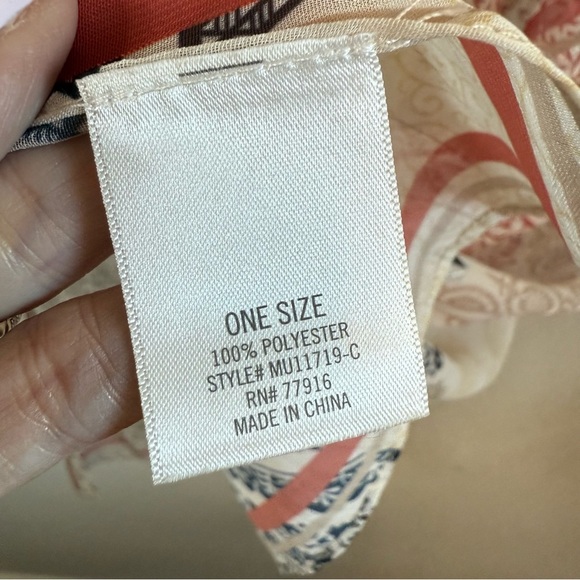 ONE SIZE
100% POLYESTER
STYLE# MU11719-C
RN# 77916
MADE IN CHINA